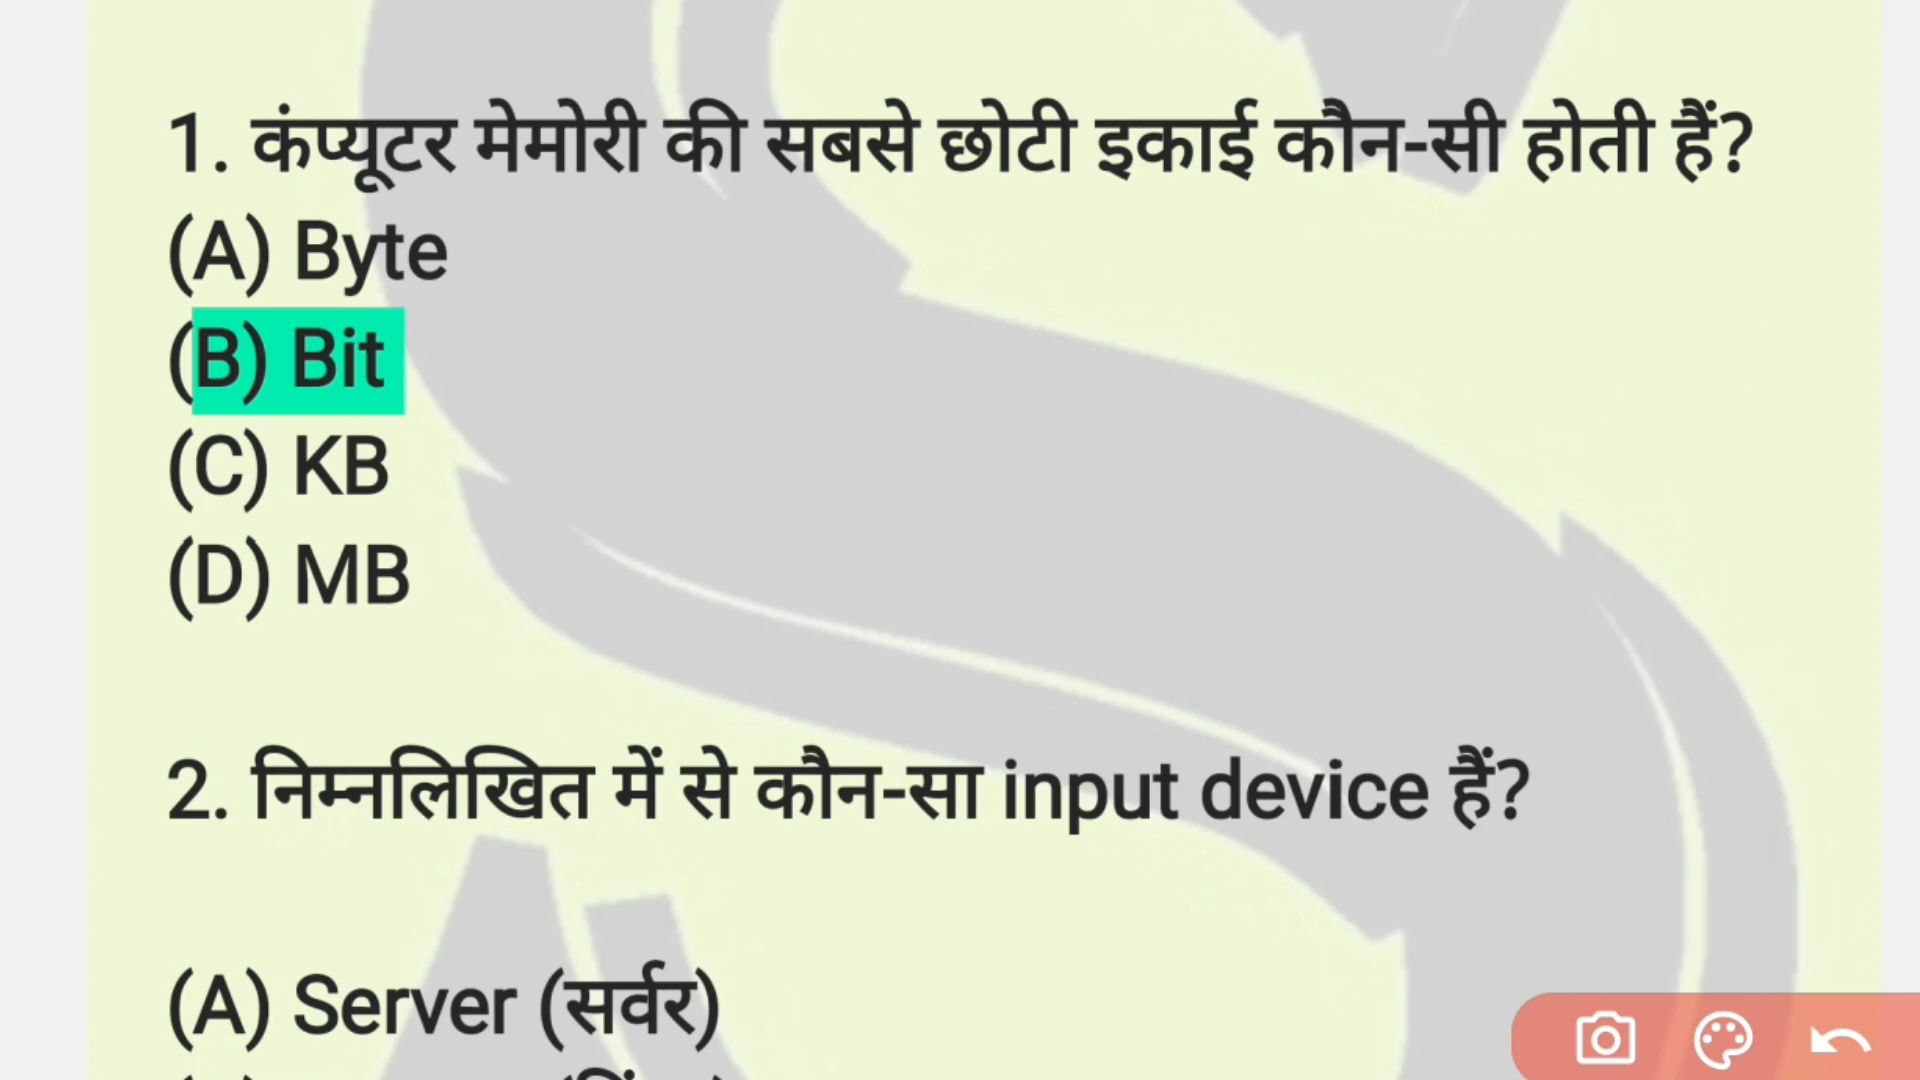 1. कंप्यूटर मेमोरी की सबसे छोटी इकाई कौन-सी होती हैं?
(A) Byte
(B) Bit
(C) KB
(D) MB
2. निम्नलिखित में से कौन-सा input device हैं?
(A) Server (सर्वर)